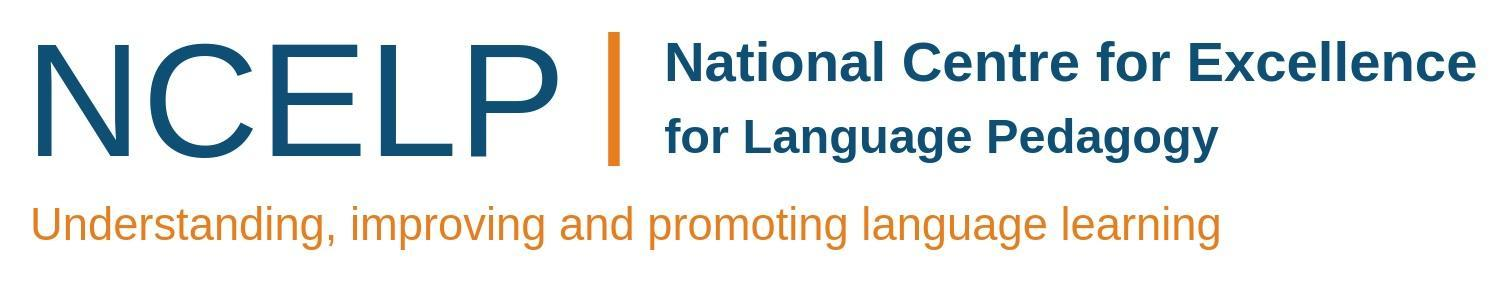 NCELP
National Centre for Excellence
for Language Pedagogy
Understanding, improving and promoting language learning